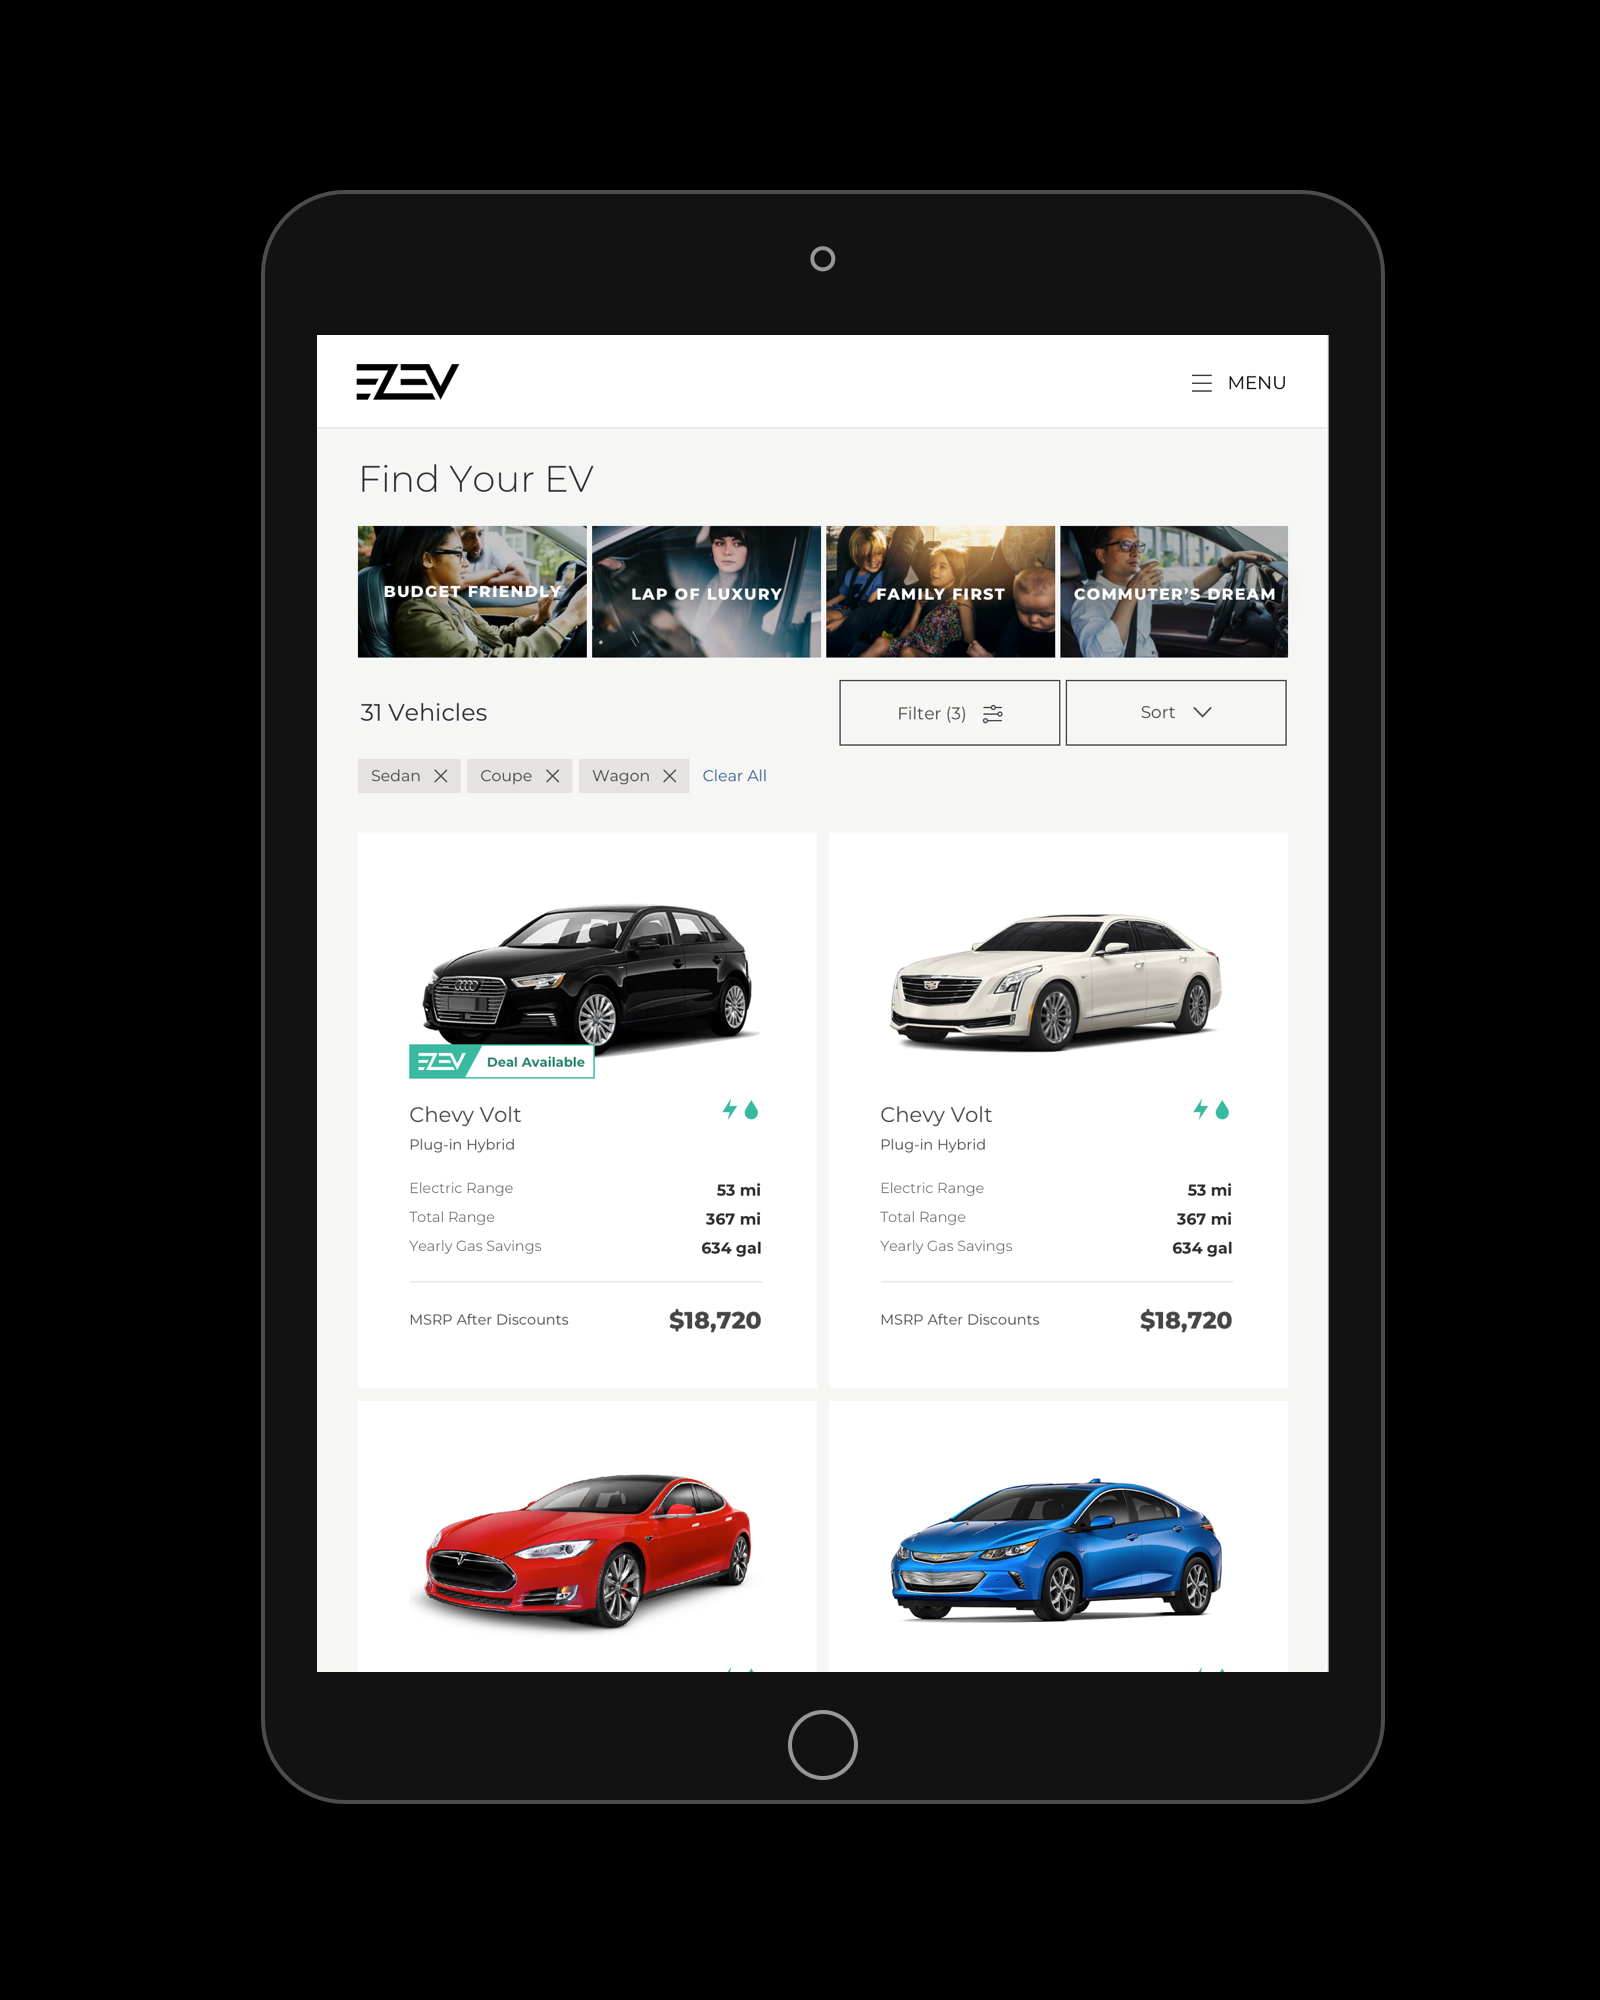 EZEV
MENU
Find Your EV
BUDGET FRIENDLY
LAP OF LUXURY
FAMILY FIRST
COMMUTER'S DREAM
31 Vehicles
Filter (3)
Sort
Sedan
Coupe
Wagon
Clear All
EZEV Deal Available
Chevy Volt
Plug-in Hybrid
Electric Range 53 mi
Total Range 367 mi
Yearly Gas Savings 634 gal
MSRP After Discounts $18,720
Chevy Volt
Plug-in Hybrid
Electric Range 53 mi
Total Range 367 mi
Yearly Gas Savings 634 gal
MSRP After Discounts $18,720